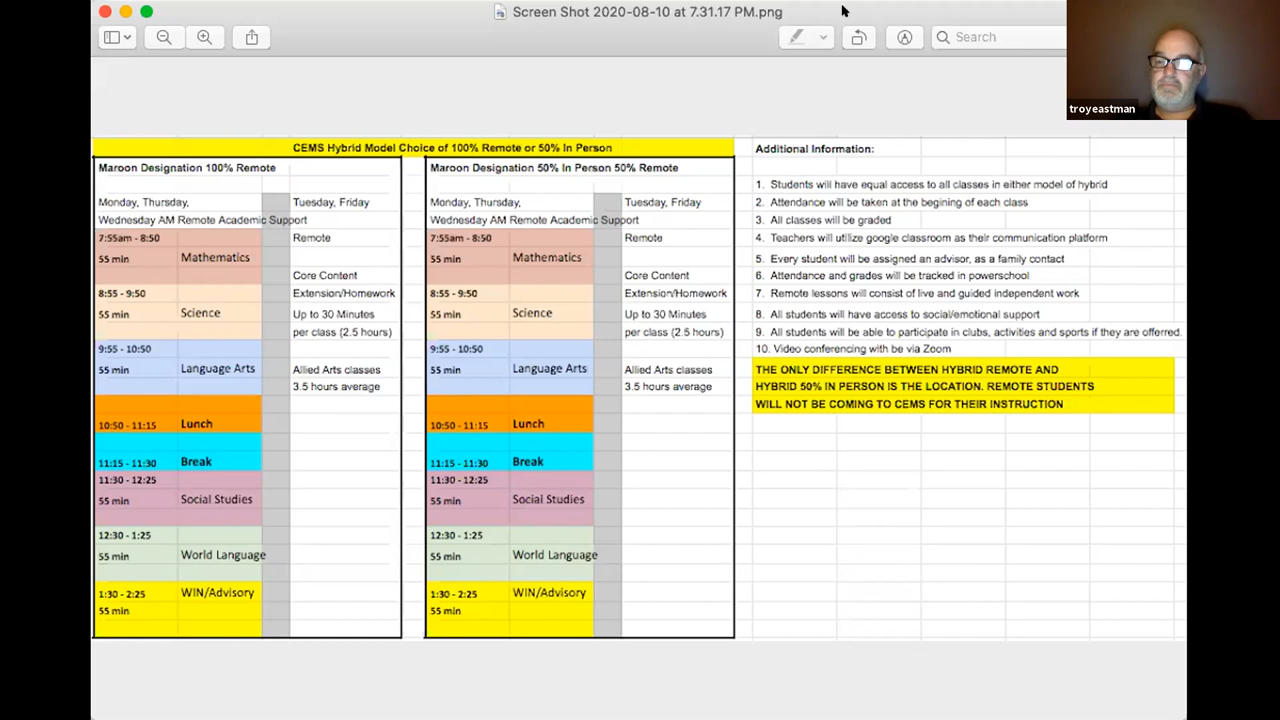 Screen Shot 2020-08-10 at 7.31.17 PM.png
Search
troyeastman
CEMS Hybrid Model Choice of 100% Remote or 50% In Person
Maroon Designation 100% Remote
Monday, Thursday,
Tuesday, Friday
Wednesday AM Remote Academic Support
7:55am - 8:50
Remote
55 min
Mathematics
Core Content
8:55 - 9:50
Extension/Homework
55 min
Science
Up to 30 Minutes
per class (2.5 hours)
9:55 - 10:50
55 min
Language Arts
Allied Arts classes
3.5 hours average
10:50 - 11:15
Lunch
11:15 - 11:30
Break
11:30 - 12:25
55 min
Social Studies
12:30 - 1:25
55 min
World Language
1:30 - 2:25
WIN/Advisory
55 min
Maroon Designation 50% In Person 50% Remote
Monday, Thursday,
Tuesday, Friday
Wednesday AM Remote Academic Support
7:55am - 8:50
Remote
55 min
Mathematics
Core Content
8:55 - 9:50
Extension/Homework
55 min
Science
Up to 30 Minutes
per class (2.5 hours)
9:55 - 10:50
55 min
Language Arts
Allied Arts classes
3.5 hours average
10:50 - 11:15
Lunch
11:15 - 11:30
Break
11:30 - 12:25
55 min
Social Studies
12:30 - 1:25
55 min
World Language
1:30 - 2:25
WIN/Advisory
55 min
Additional Information:
1. Students will have equal access to all classes in either model of hybrid
2. Attendance will be taken at the begining of each class
3. All classes will be graded
4. Teachers will utilize google classroom as their communication platform
5. Every student will be assigned an advisor, as a family contact
6. Attendance and grades will be tracked in powerschool
7. Remote lessons will consist of live and guided independent work
8. All students will have access to social/emotional support
9. All students will be able to participate in clubs, activities and sports if they are offerred.
10. Video conferencing with be via Zoom
THE ONLY DIFFERENCE BETWEEN HYBRID REMOTE AND
HYBRID 50% IN PERSON IS THE LOCATION. REMOTE STUDENTS
WILL NOT BE COMING TO CEMS FOR THEIR INSTRUCTION